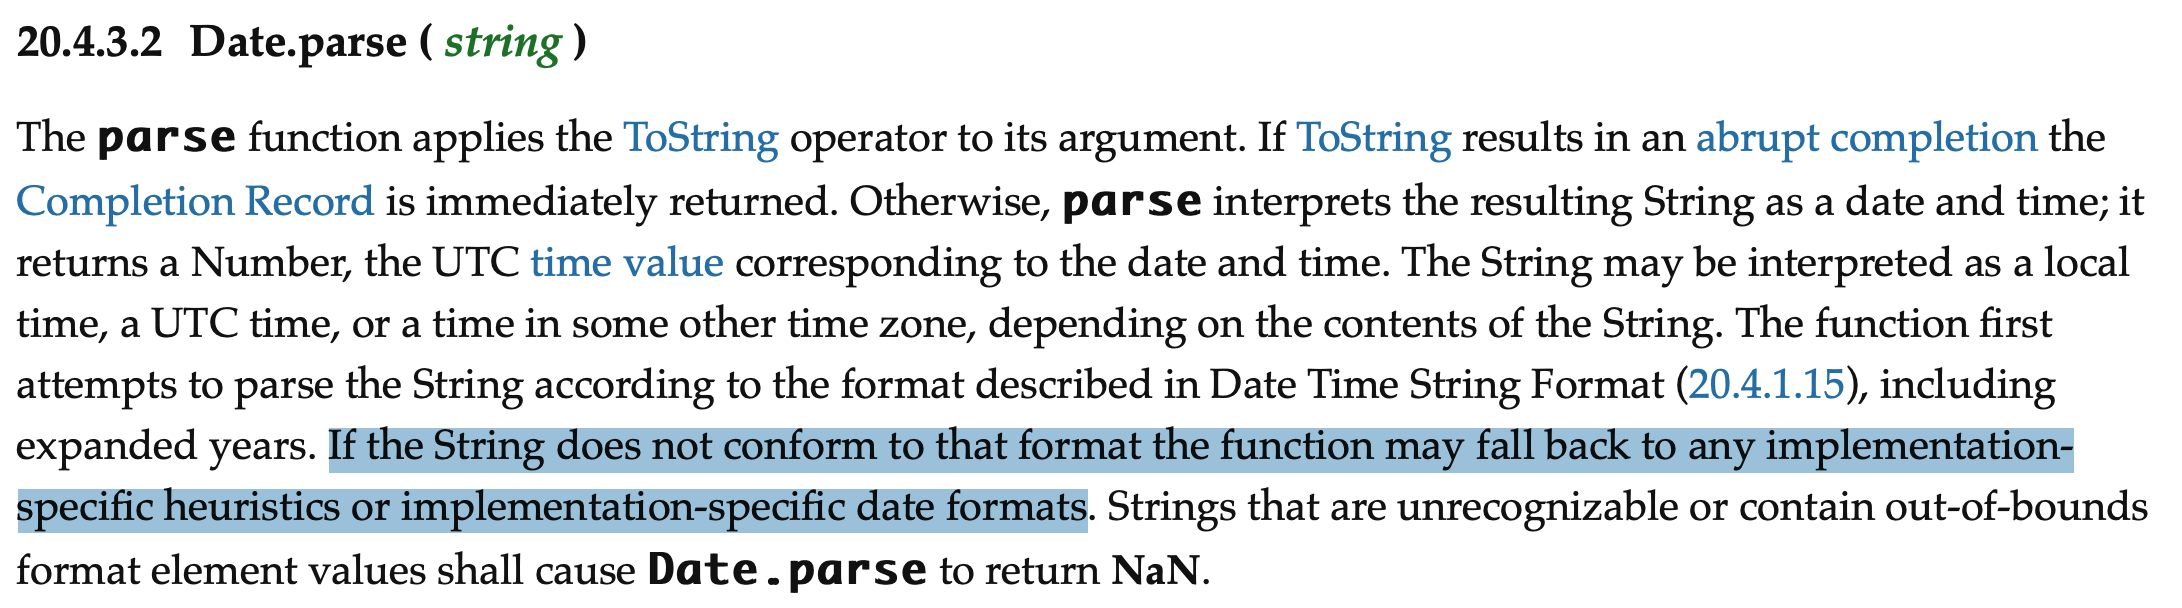 20.4.3.2 Date.parse ( string )
The parse function applies the ToString operator to its argument. If ToString results in an abrupt completion the
Completion Record is immediately returned. Otherwise, parse interprets the resulting String as a date and time; it
returns a Number, the UTC time value corresponding to the date and time. The String may be interpreted as a local
time, a UTC time, or a time in some other time zone, depending on the contents of the String. The function first
attempts to parse the String according to the format described in Date Time String Format (20.4.1.15), including
expanded years. If the String does not conform to that format the function may fall back to any implementation-
specific heuristics or implementation-specific date formats. Strings that are unrecognizable or contain out-of-bounds
format element values shall cause Date.parse to return NaN.